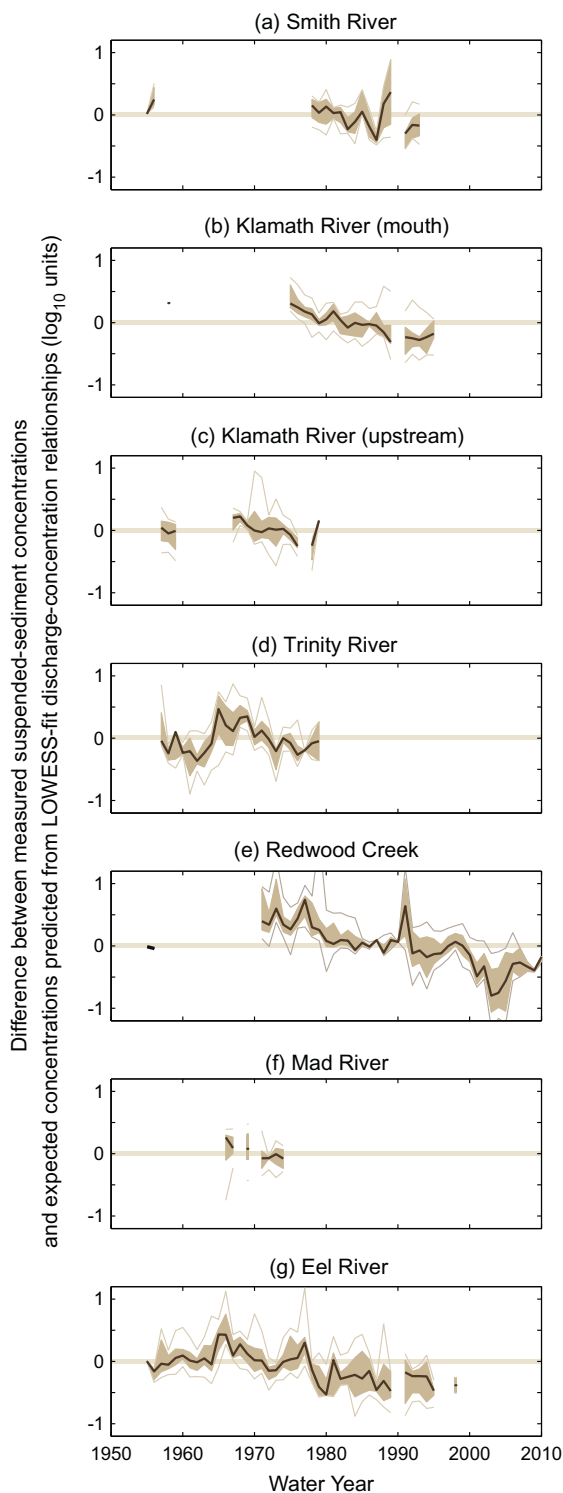 Difference between measured suspended-sediment concentrations
and expected concentrations predicted from LOWESS-fit discharge-concentration relationships (log10 units)
(a) Smith River
1
0
-1
(b) Klamath River (mouth)
1
0
-1
(c) Klamath River (upstream)
1
0
-1
(d) Trinity River
1
0
-1
(e) Redwood Creek
1
0
-1
(f) Mad River
1
0
-1
(g) Eel River
1
0
-1
1950 1960 1970 1980 1990 2000 2010
Water Year